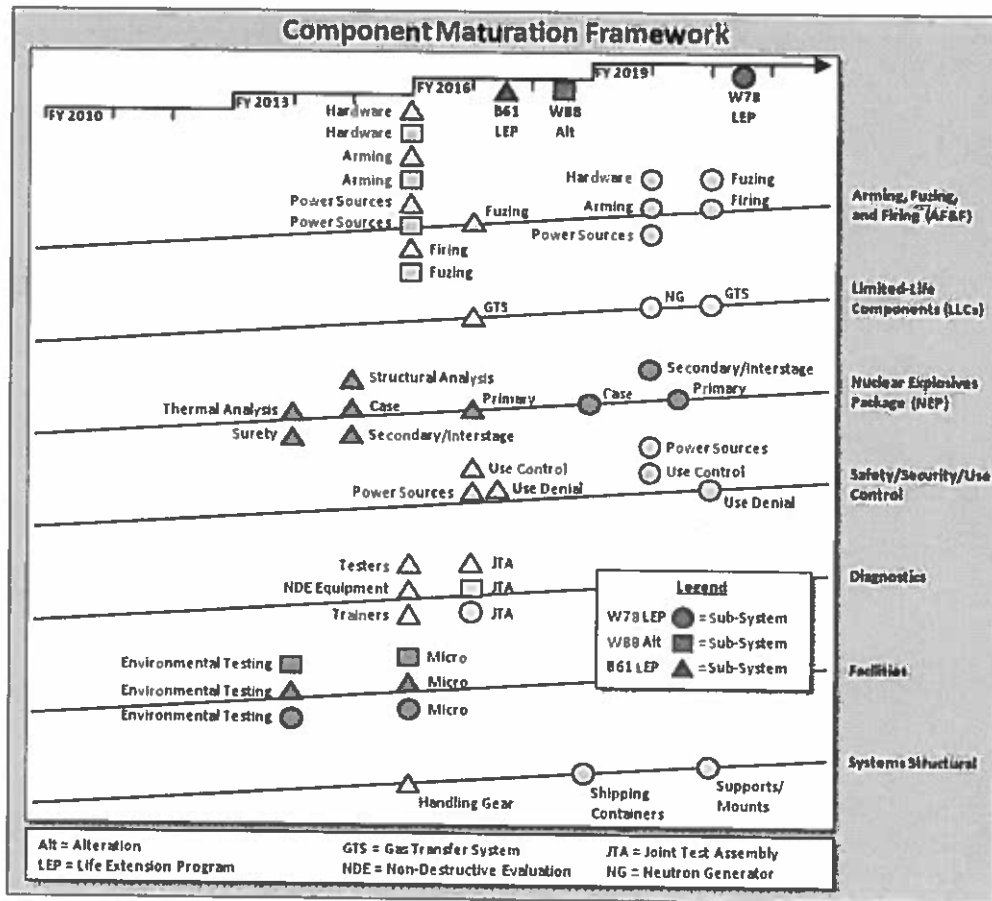 Component Maturation Framework
FY 2010
FY 2013
FY 2016
FY 2019
B61
LEP
W88
Alt
W78
LEP
Hardware
Hardware
Arming
Arming
Power Sources
Power Sources
Firing
Fuzing
Fuzing
Hardware
Arming
Power Sources
Fuzing
Firing
Arming, Fuzing,
and Firing (AF&F)
GTS
NG
GTS
Limited-Life
Components (LLCs)
Structural Analysis
Thermal Analysis
Case
Surety
Secondary/Interstage
Primary
Case
Secondary/Interstage
Primary
Nuclear Explosives
Package (NEP)
Use Control
Power Sources
Use Denial
Power Sources
Use Control
Use Denial
Safety/Security/Use
Control
Testers
JTA
NDE Equipment
JTA
Trainers
JTA
Diagnostics
Legend
W78 LEP = Sub-System
W88 Alt = Sub-System
B61 LEP = Sub-System
Environmental Testing
Micro
Environmental Testing
Micro
Environmental Testing
Micro
Facilities
Handling Gear
Shipping
Containers
Supports/
Mounts
Systems Structural
Alt = Alteration
GTS = Gas Transfer System
JTA = Joint Test Assembly
LEP = Life Extension Program
NDE = Non-Destructive Evaluation
NG = Neutron Generator